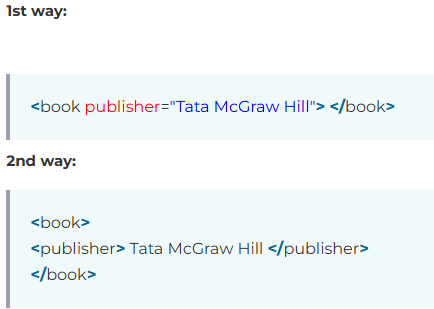 1st way:
<book publisher="Tata McGraw Hill"> </book>
2nd way:
<book>
<publisher> Tata McGraw Hill </publisher>
</book>